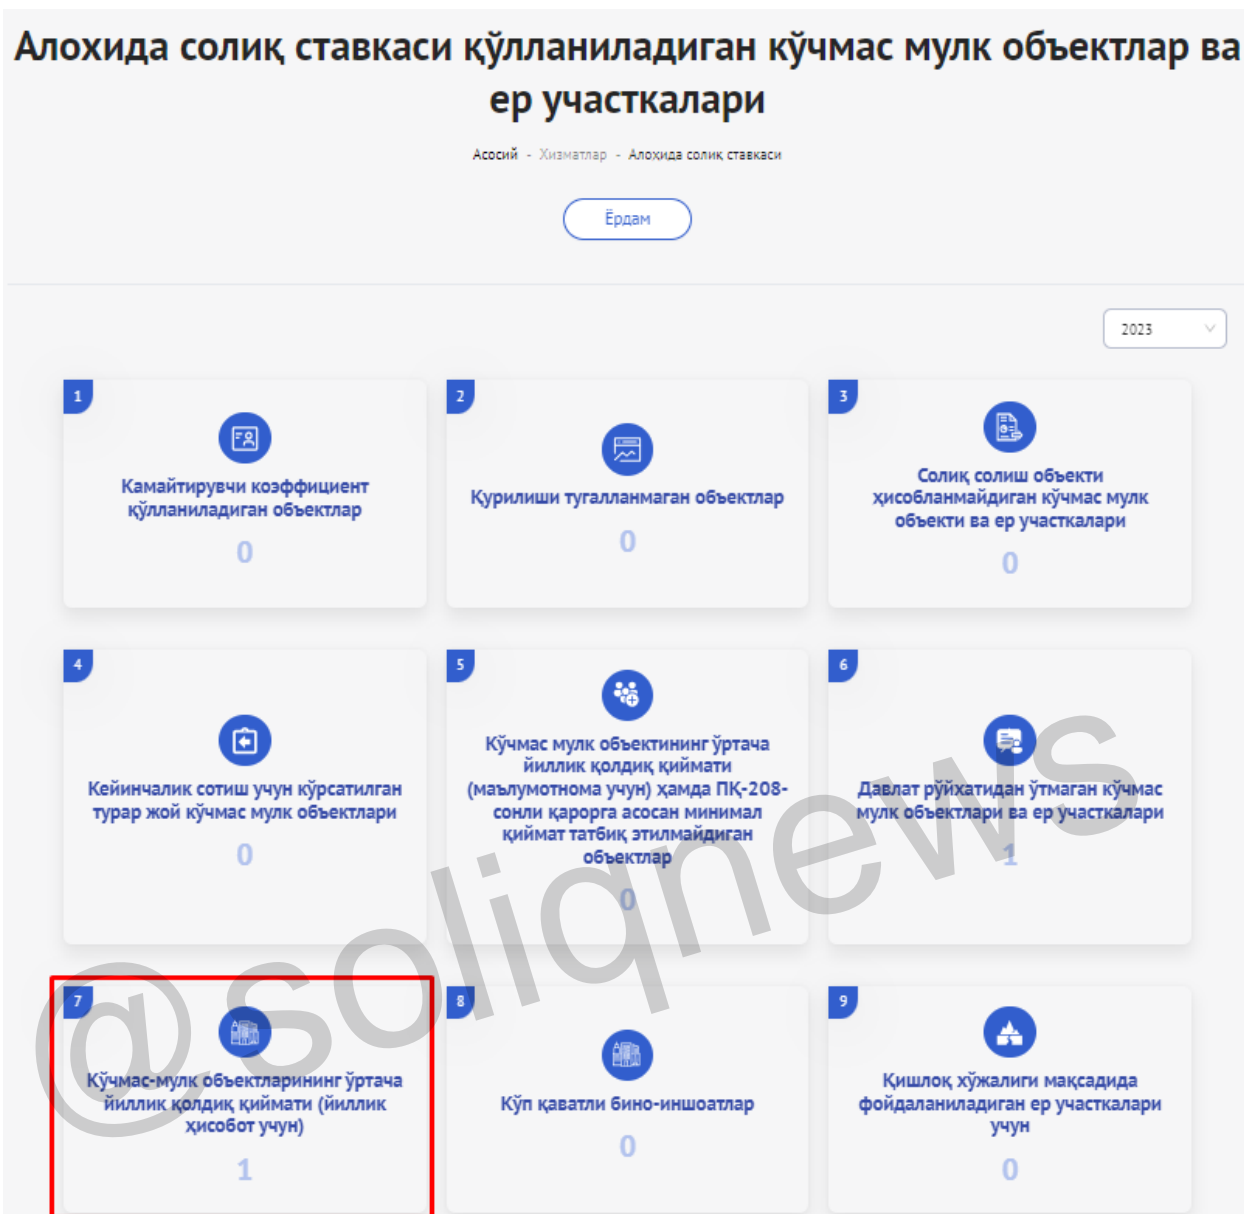 Алохида солиқ ставкаси қўлланиладиган кўчмас мулк объектлар ва
ер участкалари
Асосий - Хизматлар - Алоҳида солиқ ставкаси
Ёрдам
2023
1
Камайтирувчи коэффициент
қўлланиладиган объектлар
0
2
Қурилиши тугалланмаган объектлар
0
3
Солиқ солиш объекти
ҳисобланмайдиган кўчмас мулк
объекти ва ер участкалари
0
4
Кейинчалик сотиш учун кўрсатилган
турар жой кўчмас мулк объектлари
0
5
Кўчмас мулк объектининг ўртача
йиллик қолдиқ қиймати
(маълумотнома учун) ҳамда ПҚ-208-
сонли қарорга асосан минимал
қиймат татбиқ этилмайдиган
объектлар
0
6
Давлат рўйхатидан ўтмаган кўчмас
мулк объектлари ва ер участкалари
1
7
Кўчмас-мулк объектларининг ўртача
йиллик қолдиқ қиймати (йиллик
ҳисобот учун)
1
8
Кўп қаватли бино-иншоатлар
0
9
Қишлоқ хўжалиги мақсадида
фойдаланиладиган ер участкалари
учун
0
@soliqnews